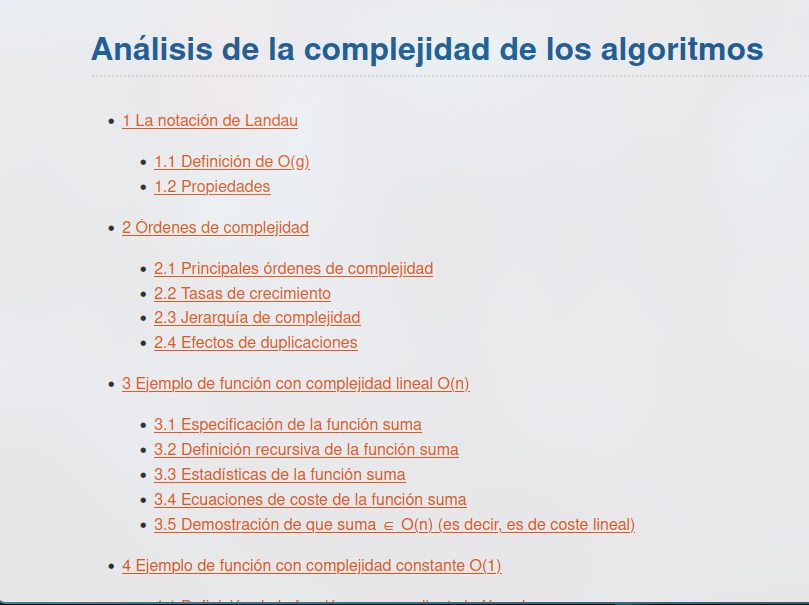 Análisis de la complejidad de los algoritmos
1 La notación de Landau
1.1 Definición de O(g)
1.2 Propiedades
2 Órdenes de complejidad
2.1 Principales órdenes de complejidad
2.2 Tasas de crecimiento
2.3 Jerarquía de complejidad
2.4 Efectos de duplicaciones
3 Ejemplo de función con complejidad lineal O(n)
3.1 Especificación de la función suma
3.2 Definición recursiva de la función suma
3.3 Estadísticas de la función suma
3.4 Ecuaciones de coste de la función suma
3.5 Demostración de que suma ∈ O(n) (es decir, es de coste lineal)
4 Ejemplo de función con complejidad constante O(1)